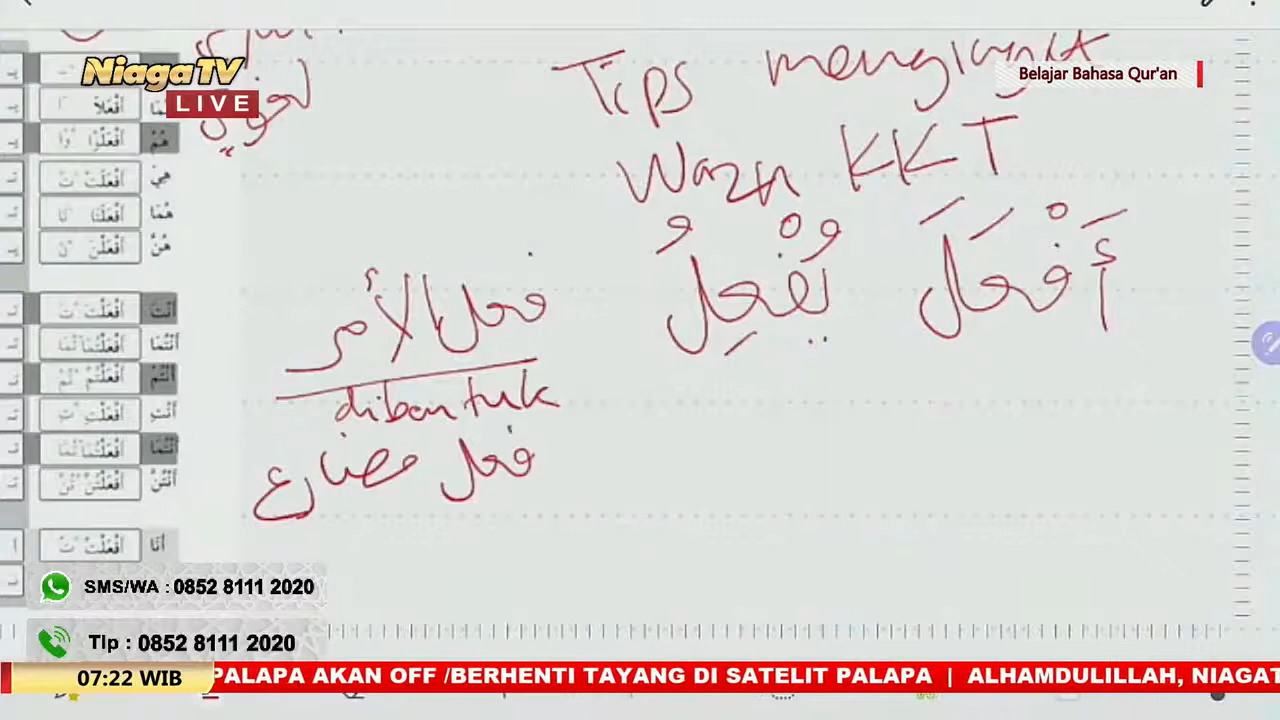 NiagaTV
LIVE
Belajar Bahasa Qur'an
Tips mengingat
Wazn KKT
أَفْعَلَ يُفْعِلُ
فعل الأمر
dibentuk
فعل مضارع
أَفْعَلَا
هُمْ أَفْعَلُوْا
هِيَ أَفْعَلَتْ
هُمَا أَفْعَلَتَا
هُنَّ أَفْعَلْنَ
أَنْتَ أَفْعَلْتَ
أَنْتُمَا أَفْعَلْتُمَا
أَنْتُمْ أَفْعَلْتُمْ
أَنْتِ أَفْعَلْتِ
أَنْتُمَا أَفْعَلْتُمَا
أَنْتُنَّ أَفْعَلْتُنَّ
أَنَا أَفْعَلْتُ
SMS/WA : 0852 8111 2020
Tlp : 0852 8111 2020
07:22 WIB
PALAPA AKAN OFF /BERHENTI TAYANG DI SATELIT PALAPA | ALHAMDULILLAH, NIAGAT